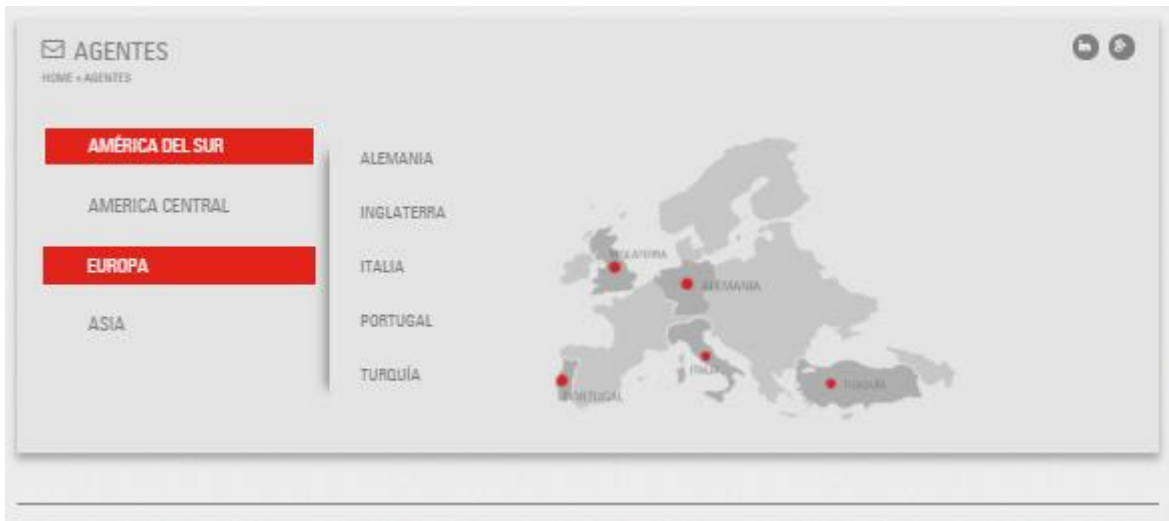 AGENTES
HOME » AGENTES
AMÉRICA DEL SUR
AMERICA CENTRAL
EUROPA
ASIA
ALEMANIA
INGLATERRA
ITALIA
PORTUGAL
TURQUÍA
INGLATERRA
ALEMANIA
ITALIA
PORTUGAL
TURQUÍA
in